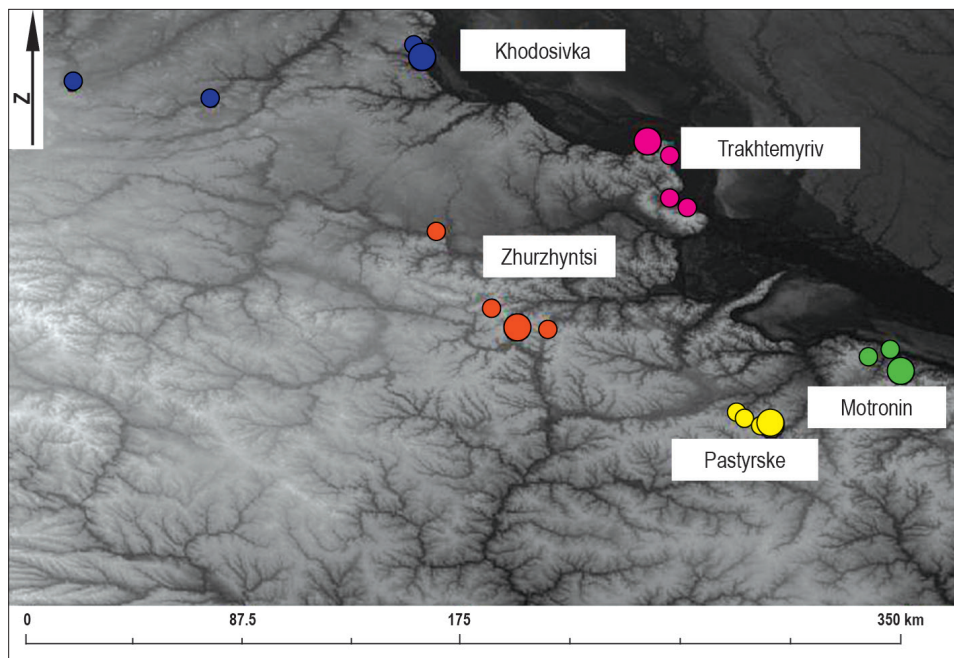 Khodosivka
N
Trakhtemyriv
Zhurzhyntsi
Motronin
Pastyrske
0 87.5 175 350 km